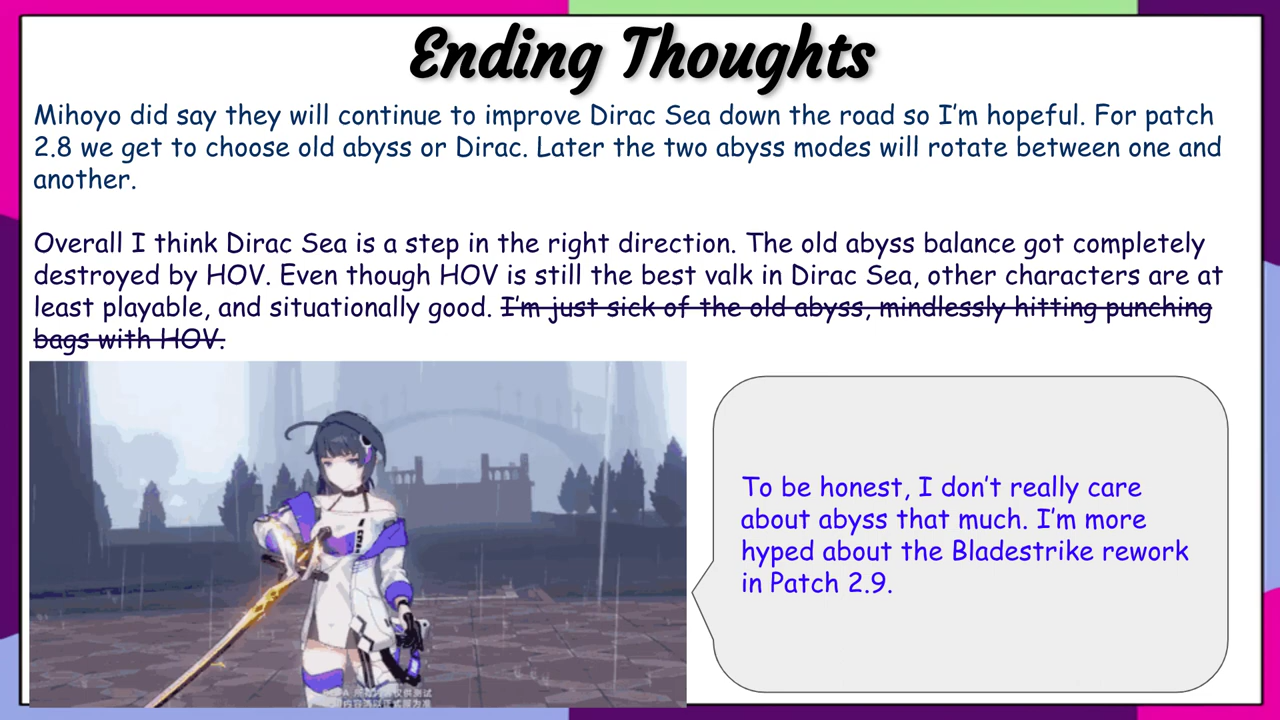 Ending Thoughts
Mihoyo did say they will continue to improve Dirac Sea down the road so I'm hopeful. For patch
2.8 we get to choose old abyss or Dirac. Later the two abyss modes will rotate between one and
another.
Overall I think Dirac Sea is a step in the right direction. The old abyss balance got completely
destroyed by HOV. Even though HOV is still the best valk in Dirac Sea, other characters are at
least playable, and situationally good. I'm just sick of the old abyss, mindlessly hitting punching
bags with HOV.
To be honest, I don't really care
about abyss that much. I'm more
hyped about the Bladestrike rework
in Patch 2.9.